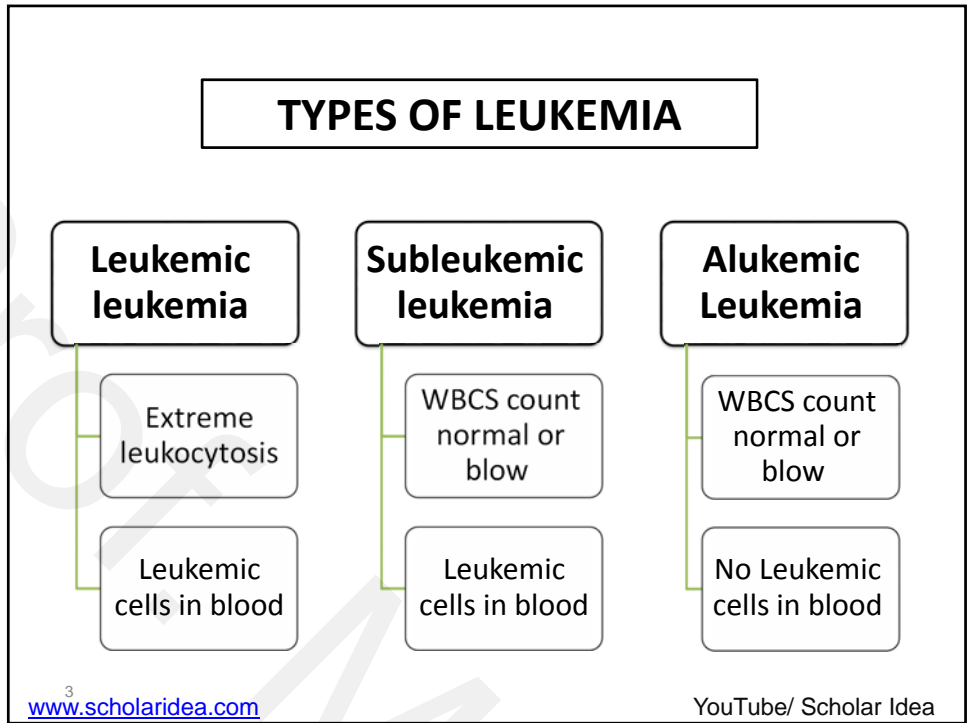 TYPES OF LEUKEMIA
Leukemic
leukemia
Extreme
leukocytosis
Leukemic
cells in blood
Subleukemic
leukemia
WBCS count
normal or
blow
Leukemic
cells in blood
Alukemic
Leukemia
WBCS count
normal or
blow
No Leukemic
cells in blood
3
www.scholaridea.com
YouTube/ Scholar Idea